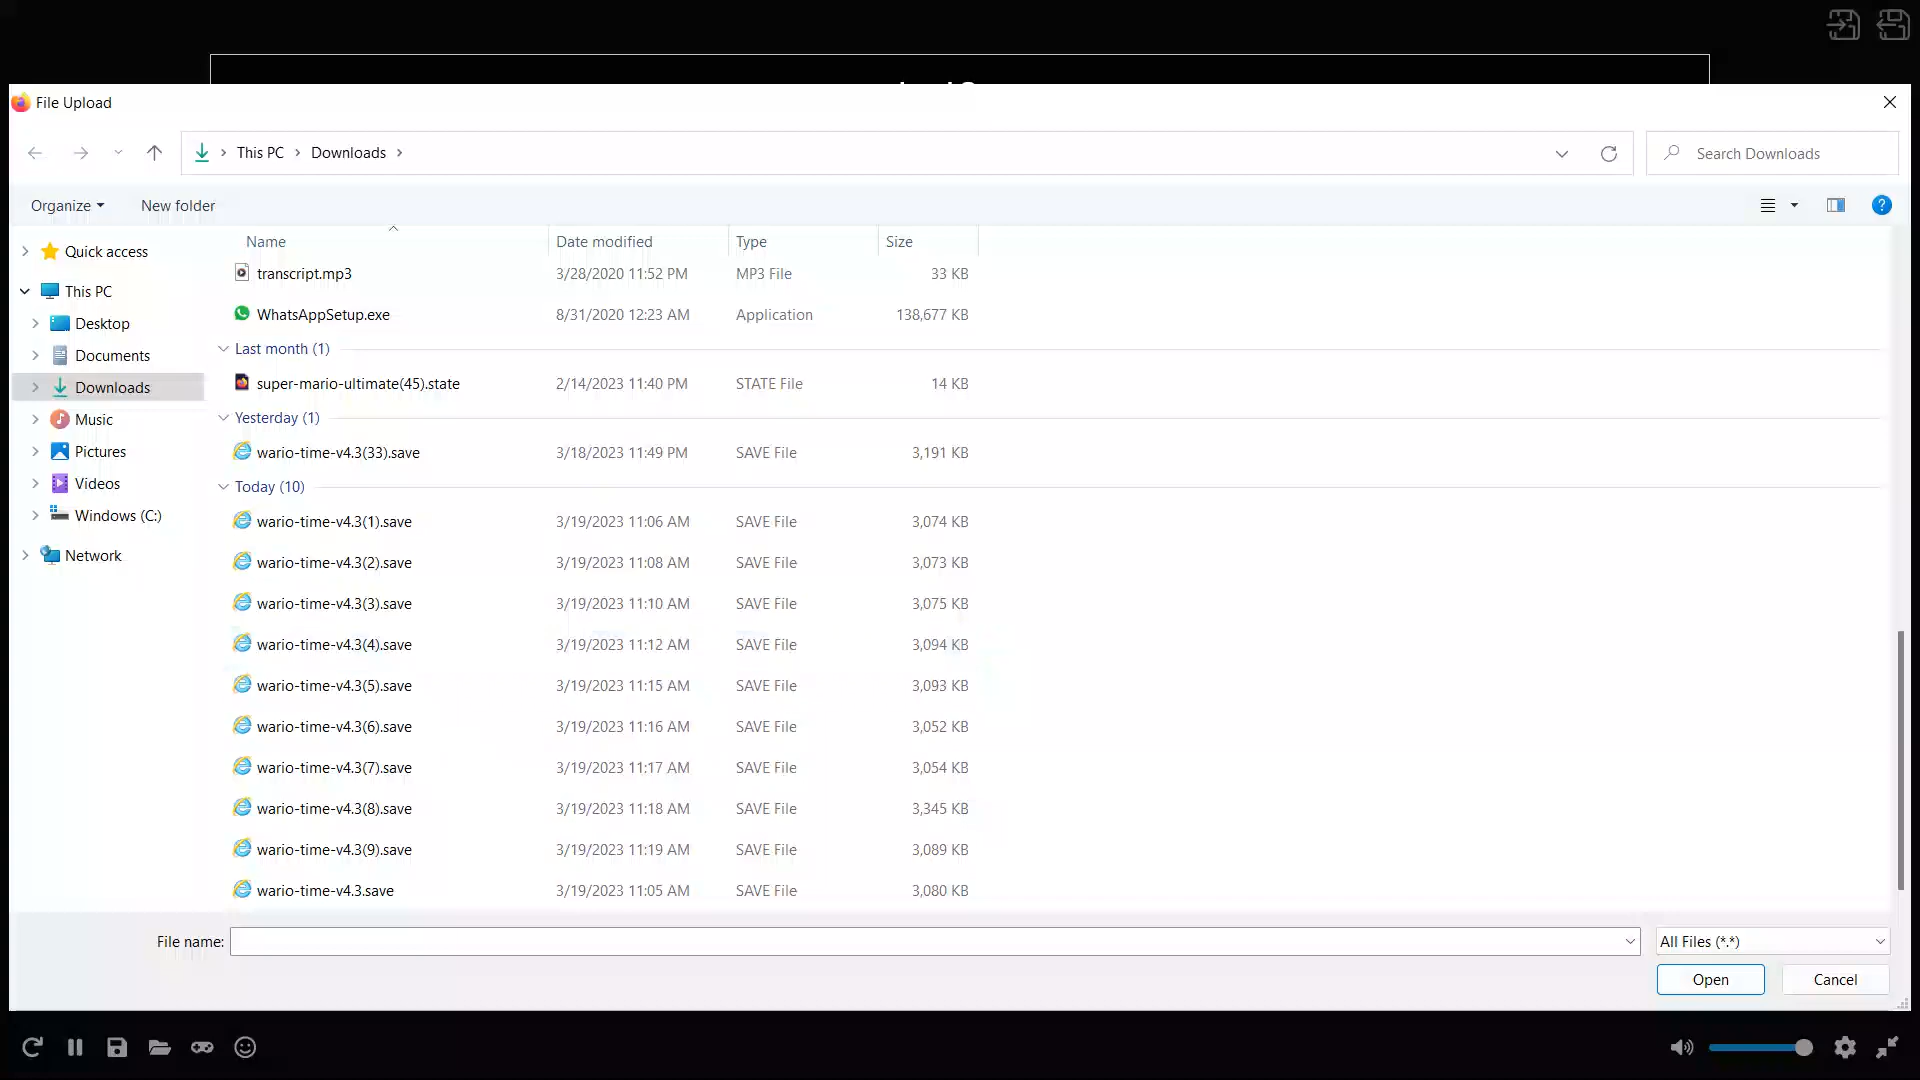 File Upload
This PC
Downloads
Search Downloads
Organize
New folder
Name
Date modified
Type
Size
Quick access
This PC
Desktop
Documents
Downloads
Music
Pictures
Videos
Windows (C:)
Network
transcript.mp3 3/28/2020 11:52 PM MP3 File 33 KB
WhatsAppSetup.exe 8/31/2020 12:23 AM Application 138,677 KB
Last month (1)
super-mario-ultimate(45).state 2/14/2023 11:40 PM STATE File 14 KB
Yesterday (1)
wario-time-v4.3(33).save 3/18/2023 11:49 PM SAVE File 3,191 KB
Today (10)
wario-time-v4.3(1).save 3/19/2023 11:06 AM SAVE File 3,074 KB
wario-time-v4.3(2).save 3/19/2023 11:08 AM SAVE File 3,073 KB
wario-time-v4.3(3).save 3/19/2023 11:10 AM SAVE File 3,075 KB
wario-time-v4.3(4).save 3/19/2023 11:12 AM SAVE File 3,094 KB
wario-time-v4.3(5).save 3/19/2023 11:15 AM SAVE File 3,093 KB
wario-time-v4.3(6).save 3/19/2023 11:16 AM SAVE File 3,052 KB
wario-time-v4.3(7).save 3/19/2023 11:17 AM SAVE File 3,054 KB
wario-time-v4.3(8).save 3/19/2023 11:18 AM SAVE File 3,345 KB
wario-time-v4.3(9).save 3/19/2023 11:19 AM SAVE File 3,089 KB
wario-time-v4.3.save 3/19/2023 11:05 AM SAVE File 3,080 KB
File name:
All Files (*.*)
Open
Cancel